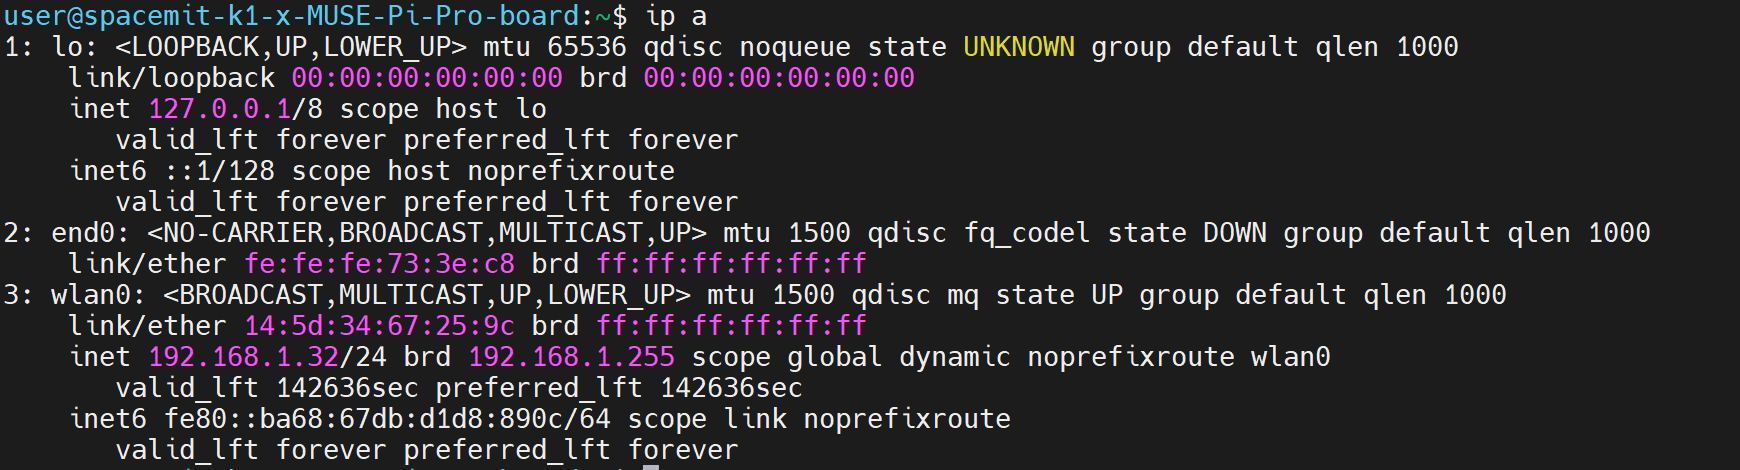 user@spacemit-k1-x-MUSE-Pi-Pro-board:~$ ip a
1: lo: <LOOPBACK,UP,LOWER_UP> mtu 65536 qdisc noqueue state UNKNOWN group default qlen 1000
    link/loopback 00:00:00:00:00:00 brd 00:00:00:00:00:00
    inet 127.0.0.1/8 scope host lo
       valid_lft forever preferred_lft forever
    inet6 ::1/128 scope host noprefixroute
       valid_lft forever preferred_lft forever
2: end0: <NO-CARRIER,BROADCAST,MULTICAST,UP> mtu 1500 qdisc fq_codel state DOWN group default qlen 1000
    link/ether fe:fe:fe:73:3e:c8 brd ff:ff:ff:ff:ff:ff
3: wlan0: <BROADCAST,MULTICAST,UP,LOWER_UP> mtu 1500 qdisc mq state UP group default qlen 1000
    link/ether 14:5d:34:67:25:9c brd ff:ff:ff:ff:ff:ff
    inet 192.168.1.32/24 brd 192.168.1.255 scope global dynamic noprefixroute wlan0
       valid_lft 142636sec preferred_lft 142636sec
    inet6 fe80::ba68:67db:d1d8:890c/64 scope link noprefixroute
       valid_lft forever preferred_lft forever